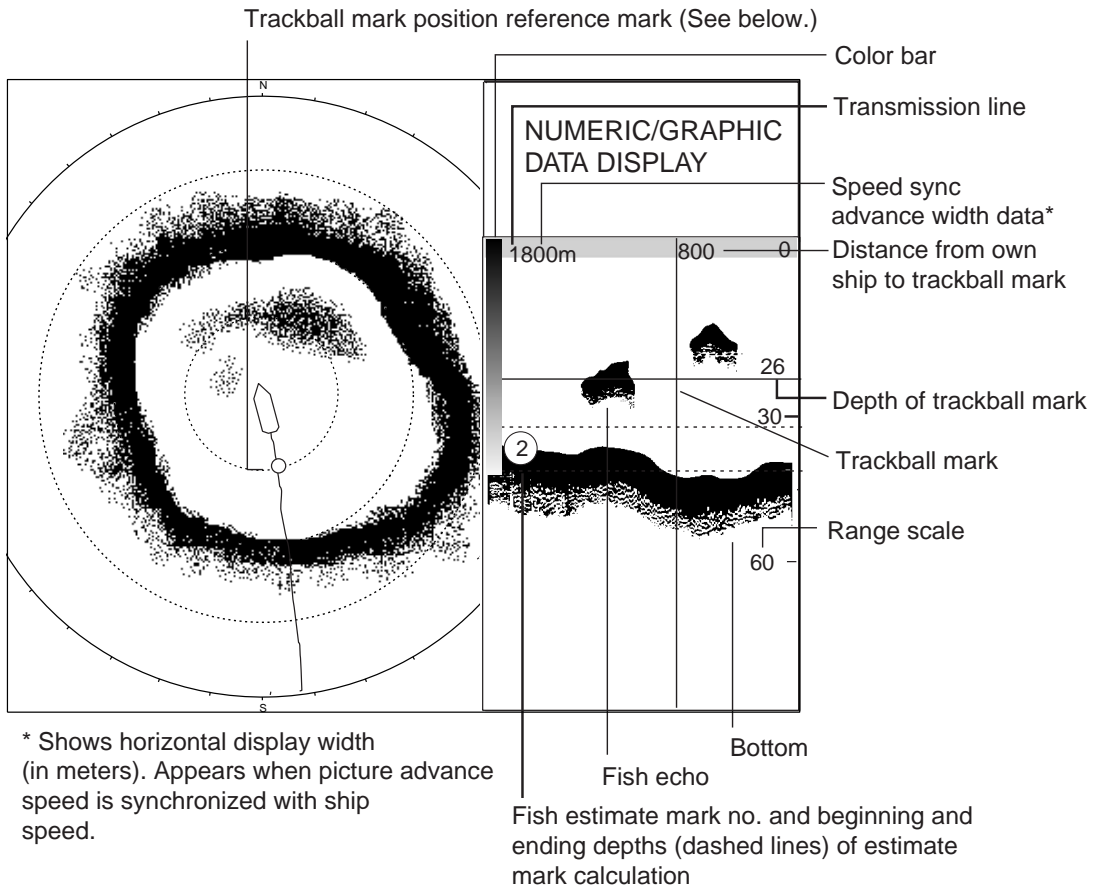 Trackball mark position reference mark (See below.)
Color bar
N
Transmission line
NUMERIC/GRAPHIC
DATA DISPLAY
Speed sync
advance width data*
1800m
800
0
Distance from own
ship to trackball mark
26
Depth of trackball mark
30
2
Trackball mark
Range scale
60
S
* Shows horizontal display width
(in meters). Appears when picture advance
speed is synchronized with ship
speed.
Bottom
Fish echo
Fish estimate mark no. and beginning and
ending depths (dashed lines) of estimate
mark calculation